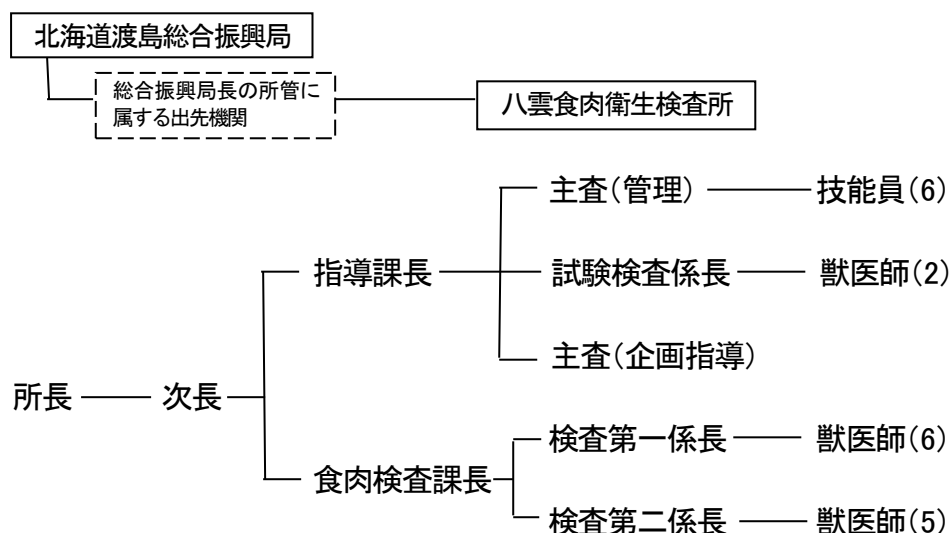 北海道渡島総合振興局
総合振興局長の所管に
属する出先機関
八雲食肉衛生検査所
主査(管理)
技能員(6)
指導課長
試験検査係長
獣医師(2)
主査(企画指導)
所長
次長
検査第一係長
獣医師(6)
食肉検査課長
検査第二係長
獣医師(5)